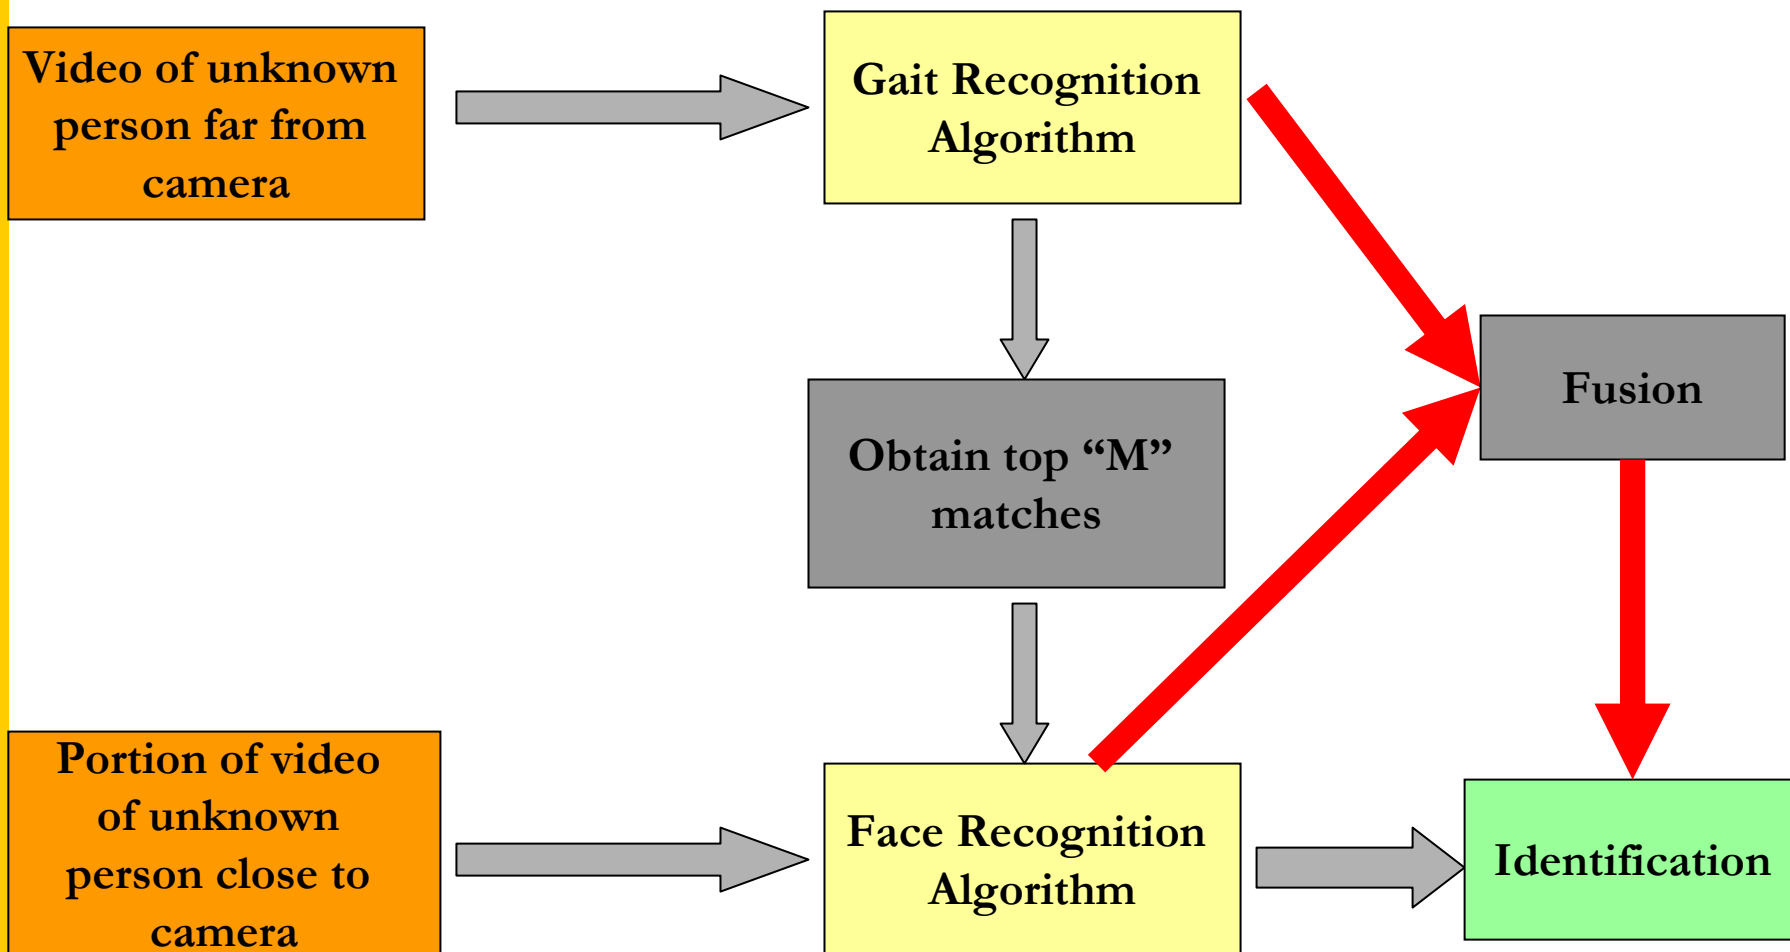 Video of unknown
person far from
camera
Gait Recognition
Algorithm
Fusion
Obtain top “M”
matches
Portion of video
of unknown
person close to
camera
Face Recognition
Algorithm
Identification